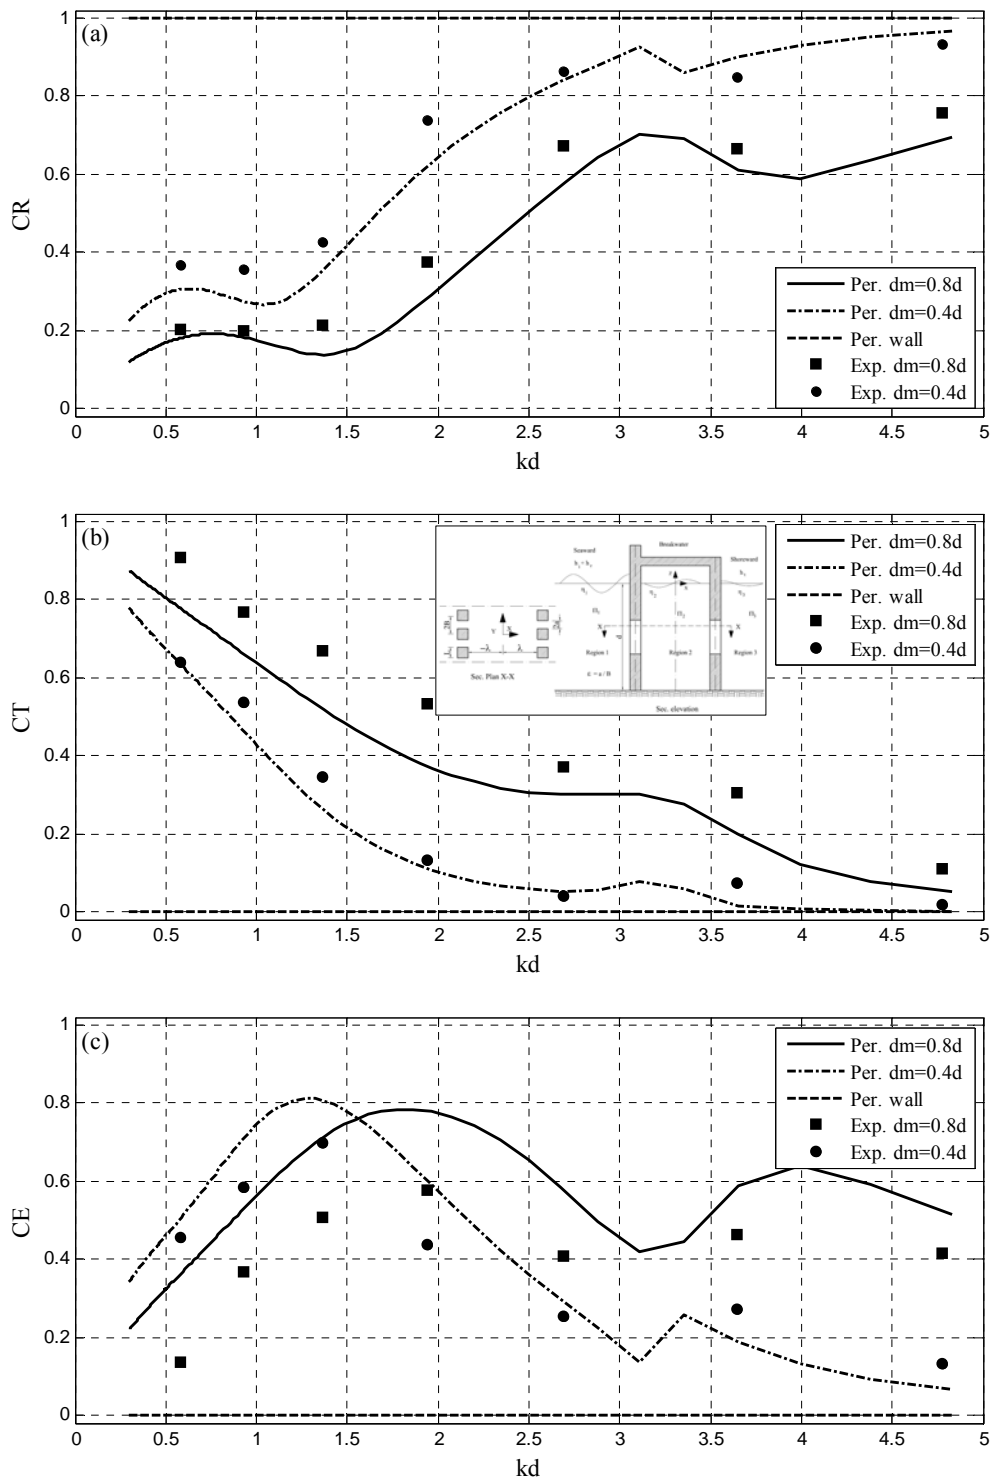 (a)
1
0.8
0.6
0.4
0.2
0
CR
0 0.5 1 1.5 2 2.5 3 3.5 4 4.5 5
kd
Per. dm=0.8d
Per. dm=0.4d
Per. wall
Exp. dm=0.8d
Exp. dm=0.4d
(b)
1
0.8
0.6
0.4
0.2
0
CT
0 0.5 1 1.5 2 2.5 3 3.5 4 4.5 5
kd
Seaward
Breakwater
Shoreward
Region 1
Region 2
Region 3
X
X
Y
X
2B
-λ λ
d
Sec. Plan X-X
ε = a / B
Sec. elevation
Per. dm=0.8d
Per. dm=0.4d
Per. wall
Exp. dm=0.8d
Exp. dm=0.4d
(c)
1
0.8
0.6
0.4
0.2
0
CE
0 0.5 1 1.5 2 2.5 3 3.5 4 4.5 5
kd
Per. dm=0.8d
Per. dm=0.4d
Per. wall
Exp. dm=0.8d
Exp. dm=0.4d